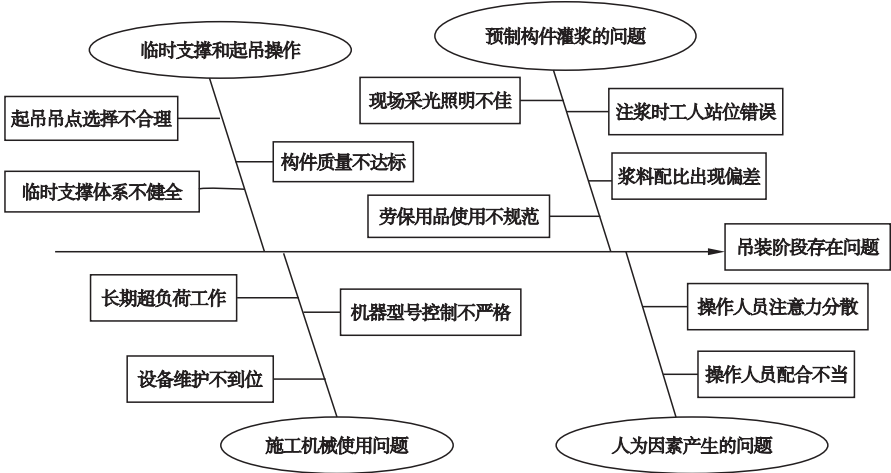 临时支撑和起吊操作
预制构件灌浆的问题
起吊吊点选择不合理
现场采光照明不佳
注浆时工人站位错误
构件质量不达标
浆料配比出现偏差
临时支撑体系不健全
劳保用品使用不规范
吊装阶段存在问题
长期超负荷工作
机器型号控制不严格
操作人员注意力分散
设备维护不到位
操作人员配合不当
施工机械使用问题
人为因素产生的问题